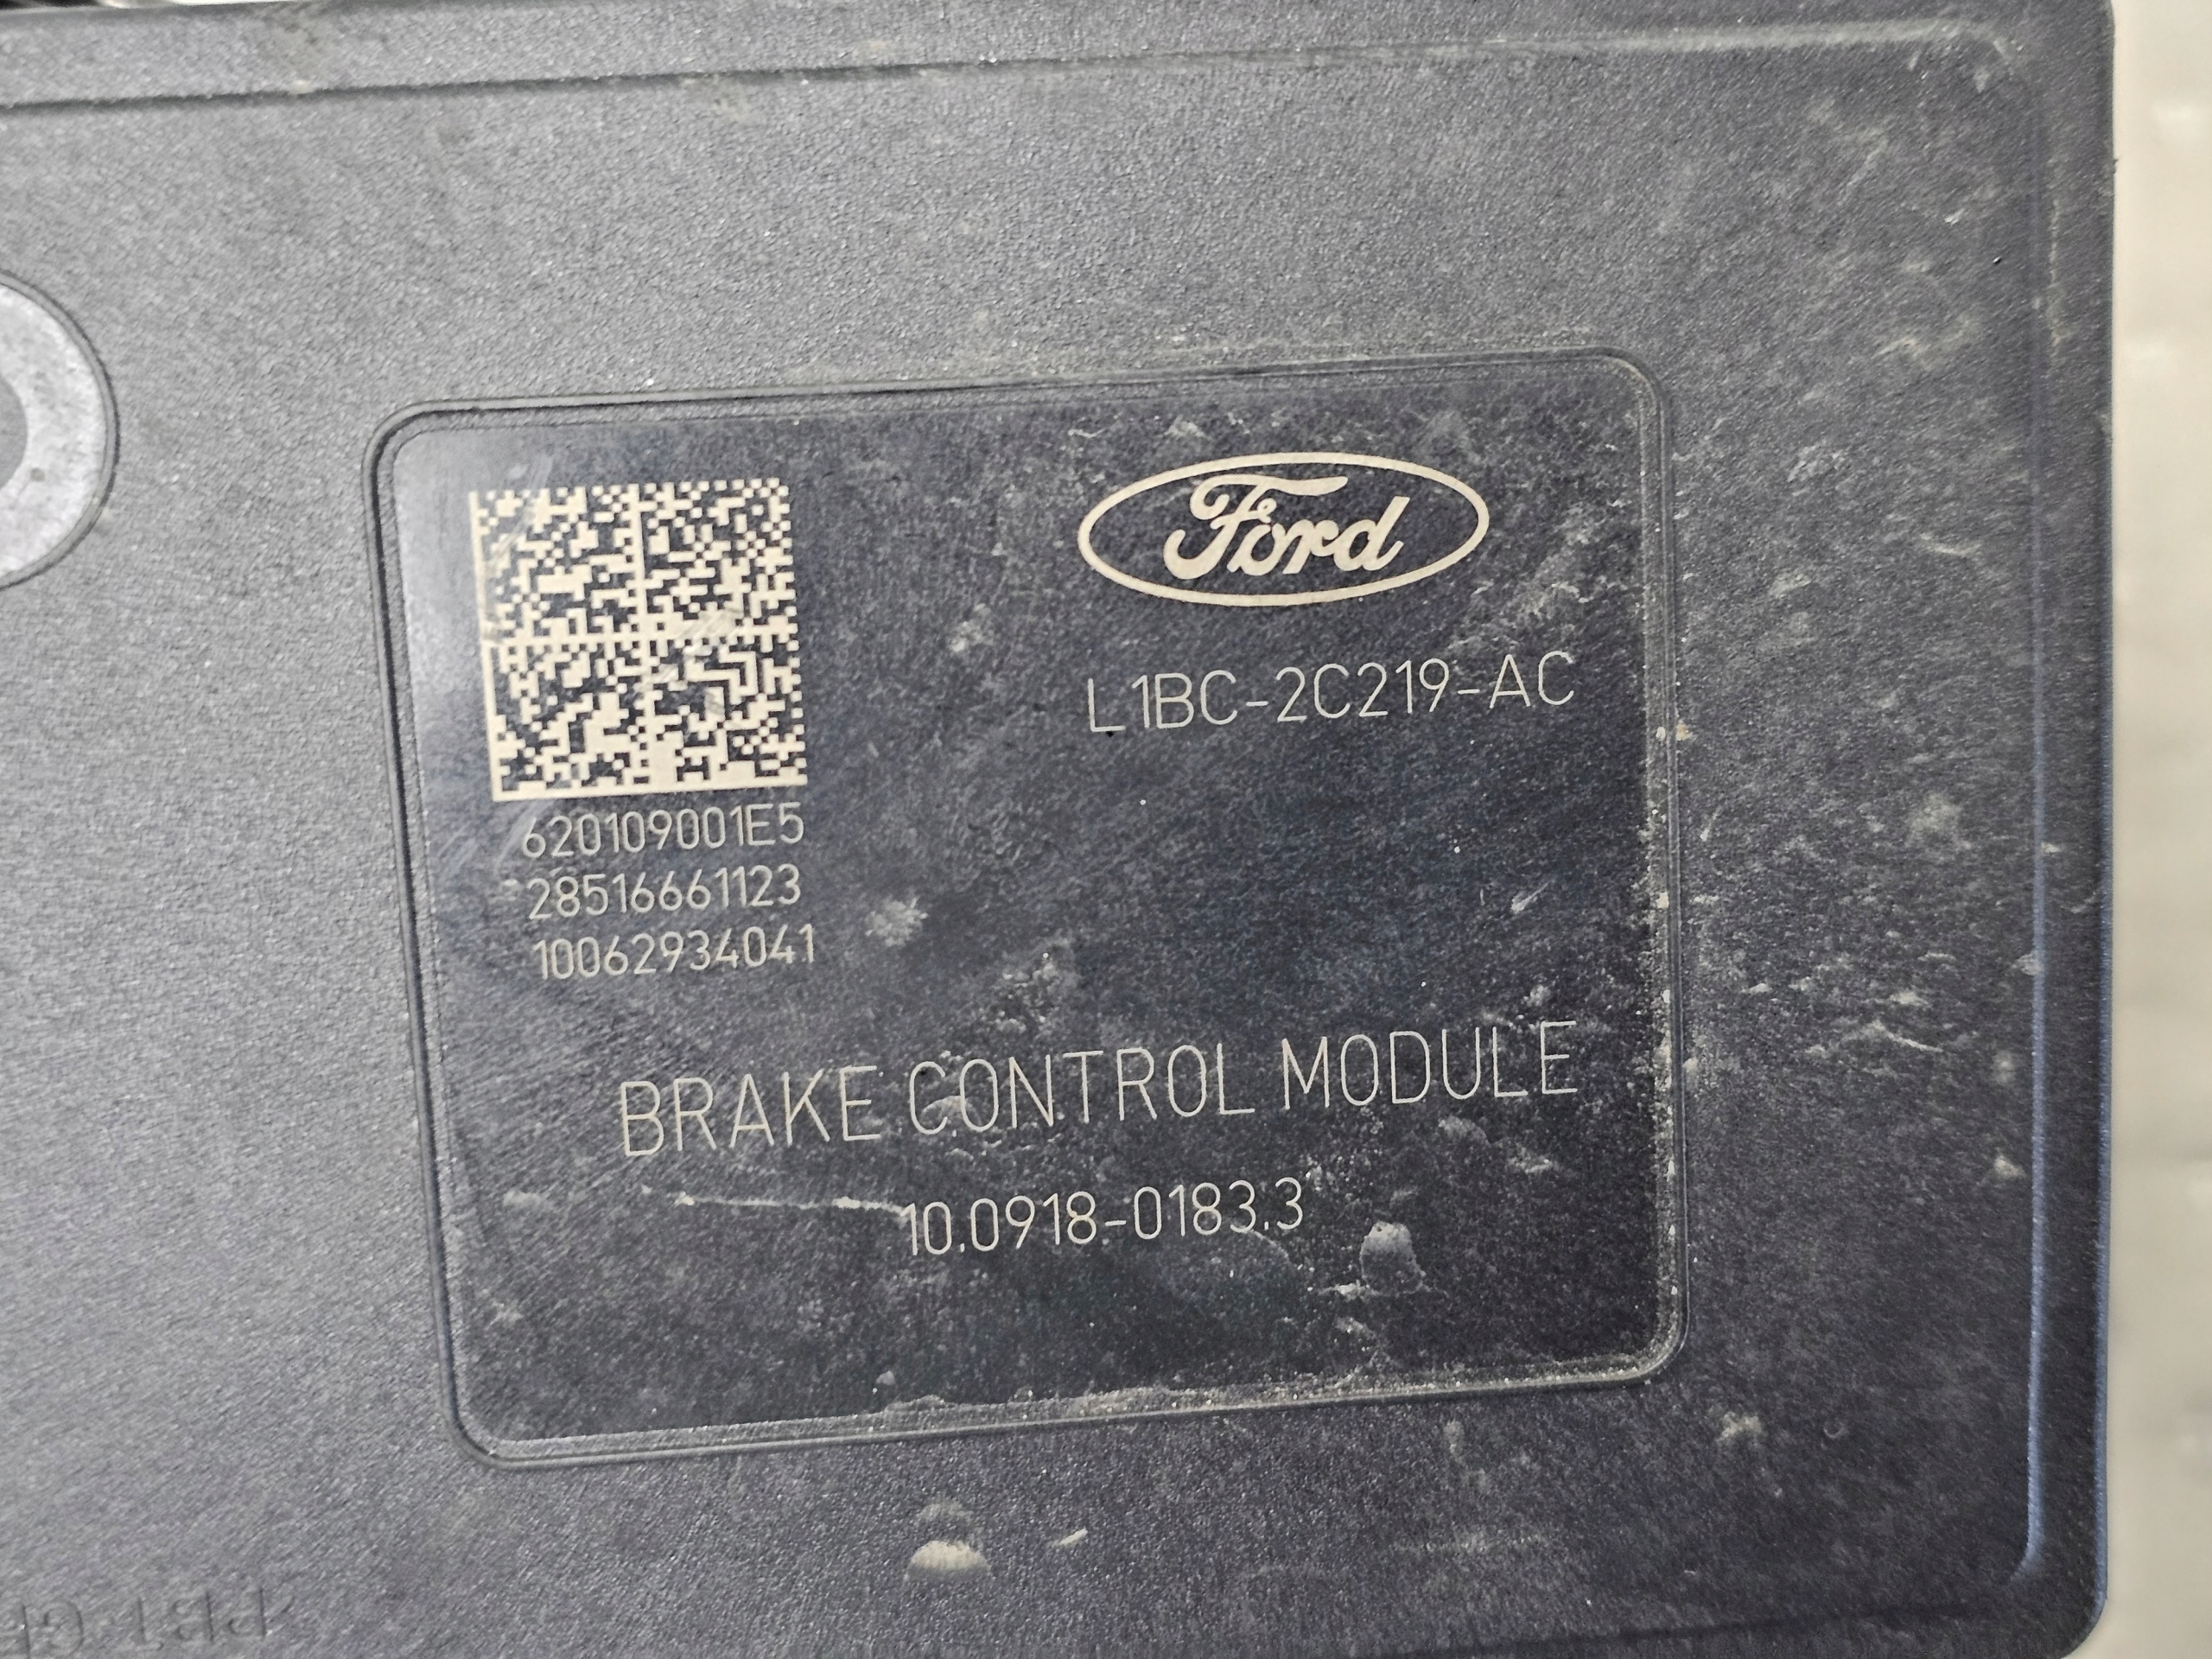 Ford
L1BC-2C219-AC
620109001E5
28516661123
10062934041
BRAKE CONTROL MODULE
10.0918-0183.3